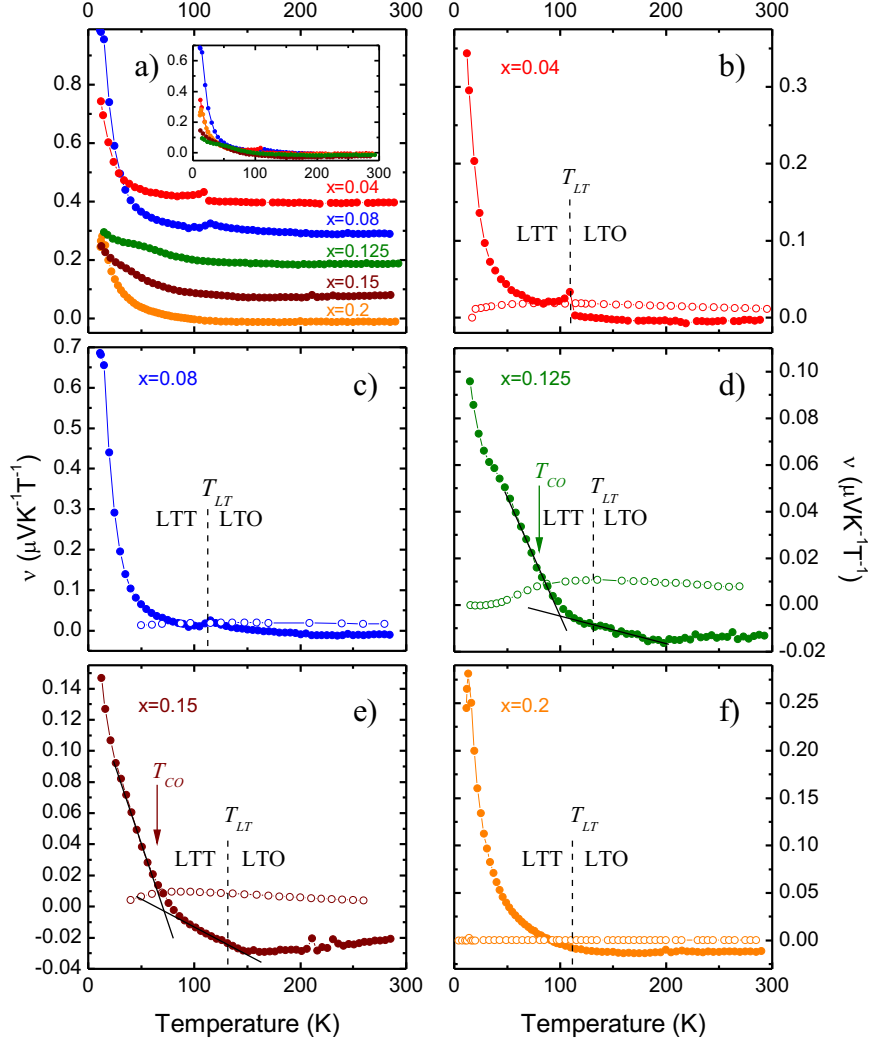 0 100 200 300
0 100 200 300
a)
0.6
0.4
0.2
0.0
0 100 200 300
0.8
0.6
0.4
0.2
0.0
x=0.04
x=0.08
x=0.125
x=0.15
x=0.2
b)
x=0.04
T_LT
LTT
LTO
0.3
0.2
0.1
0.0
c)
x=0.08
T_LT
LTT
LTO
0.7
0.6
0.5
0.4
0.3
0.2
0.1
0.0
ν (μVK⁻¹T⁻¹)
d)
x=0.125
T_CO
T_LT
LTT
LTO
0.10
0.08
0.06
0.04
0.02
0.00
-0.02
ν (μVK⁻¹T⁻¹)
e)
x=0.15
T_CO
T_LT
LTT
LTO
0.14
0.12
0.10
0.08
0.06
0.04
0.02
0.00
-0.02
-0.04
f)
x=0.2
T_LT
LTT
LTO
0.25
0.20
0.15
0.10
0.05
0.00
0 100 200 300
0 100 200 300
Temperature (K)
Temperature (K)